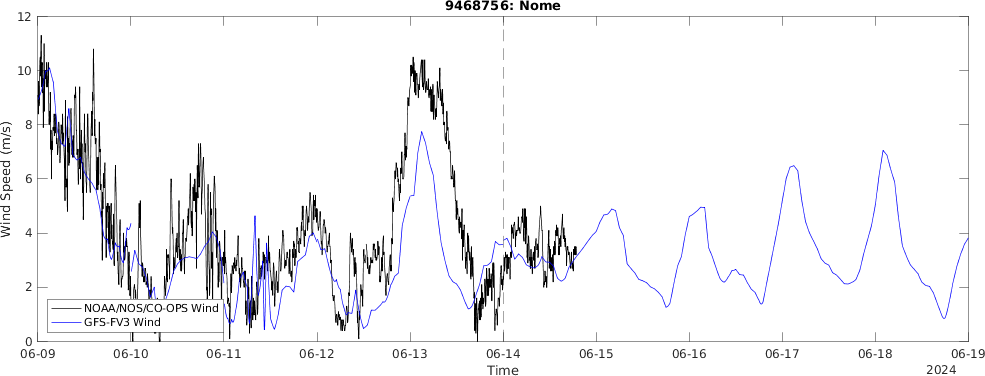 9468756: Nome
Wind Speed (m/s)
12
10
8
6
4
2
0
NOAA/NOS/CO-OPS Wind
GFS-FV3 Wind
06-09 06-10 06-11 06-12 06-13 06-14 06-15 06-16 06-17 06-18 06-19
Time
2024